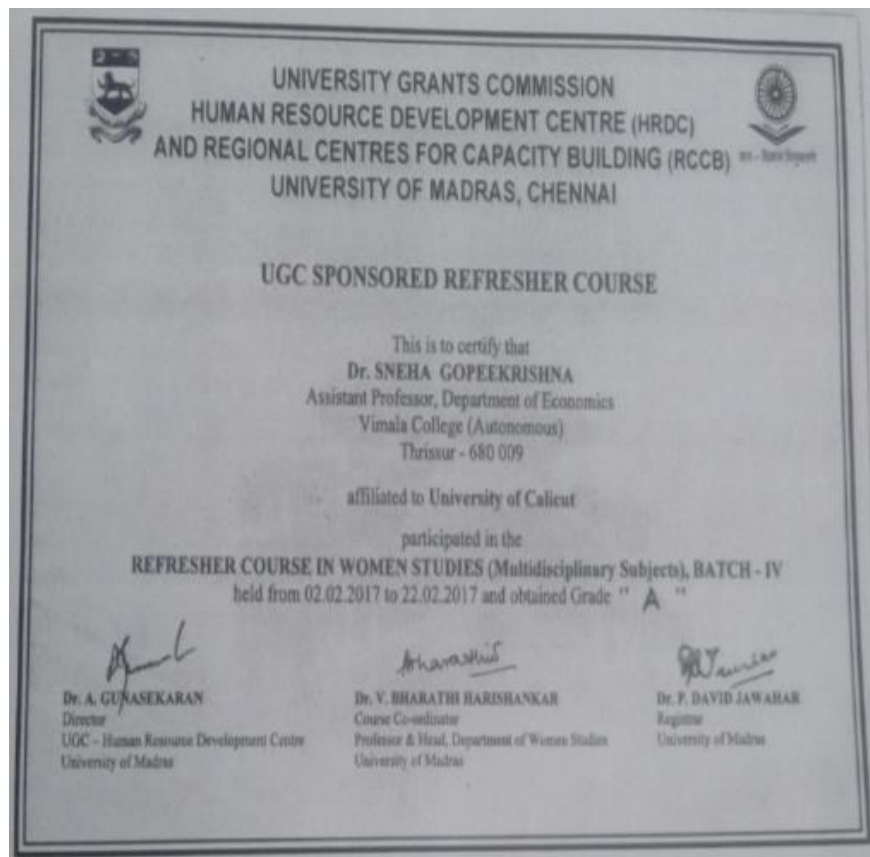 UNIVERSITY GRANTS COMMISSION
HUMAN RESOURCE DEVELOPMENT CENTRE (HRDC)
AND REGIONAL CENTRES FOR CAPACITY BUILDING (RCCB)
UNIVERSITY OF MADRAS, CHENNAI
UGC SPONSORED REFRESHER COURSE
This is to certify that
Dr. SNEHA GOPEEKRISHNA
Assistant Professor, Department of Economics
Vimala College (Autonomous)
Thrissur - 680 009
affiliated to University of Calicut
participated in the
REFRESHER COURSE IN WOMEN STUDIES (Multidisciplinary Subjects), BATCH - IV
held from 02.02.2017 to 22.02.2017 and obtained Grade " A "
Dr. A. GUNASEKARAN
Director
UGC - Human Resource Development Centre
University of Madras
Dr. V. BHARATHI HARISHANKAR
Course Co-ordinator
Professor & Head, Department of Women Studies
University of Madras
Dr. P. DAVID JAWAHAR
Registrar
University of Madras